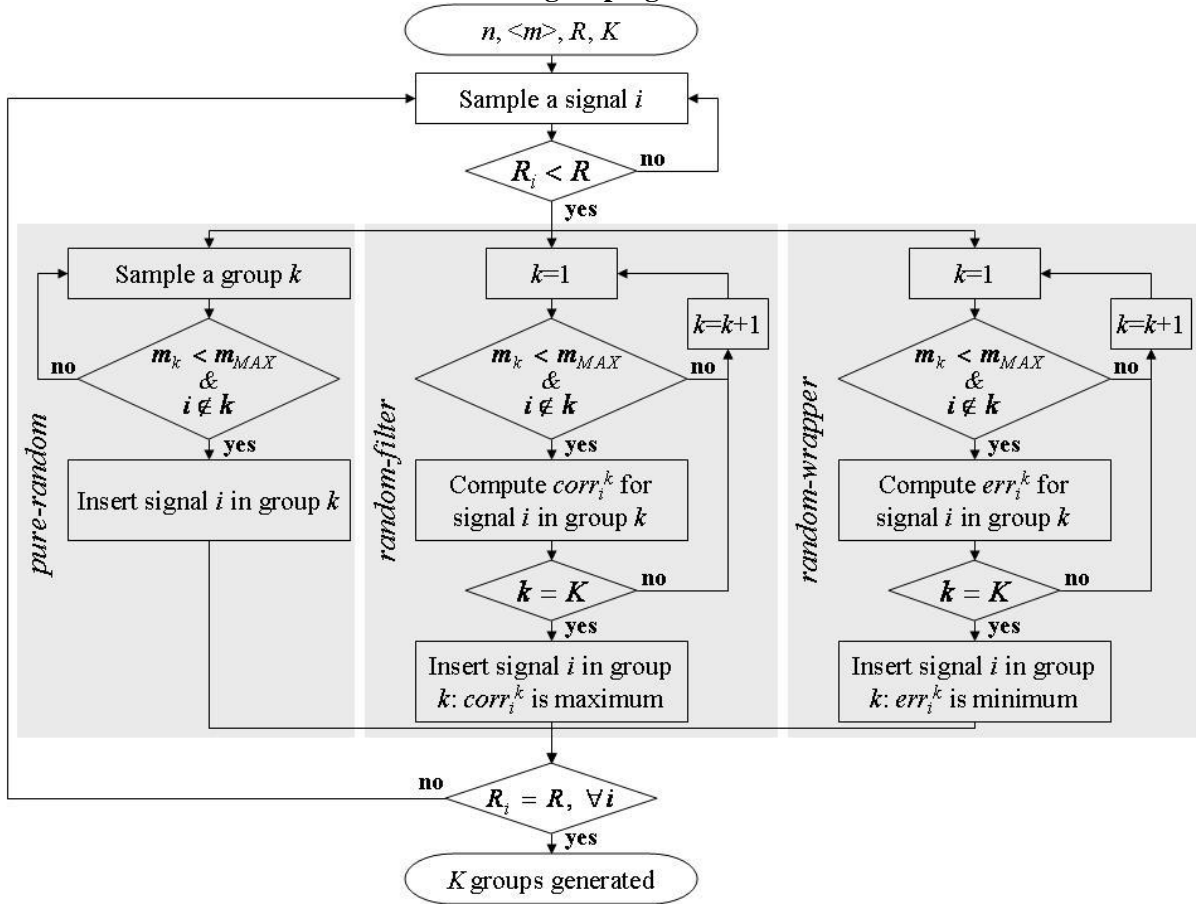 n, <m>, R, K
Sample a signal i
R_i < R
no
yes
pure-random
Sample a group k
m_k < m_MAX
&
i ∉ k
no
yes
Insert signal i in group k
random-filter
k=1
k=k+1
m_k < m_MAX
&
i ∉ k
no
yes
Compute corr_i^k for
signal i in group k
k = K
no
yes
Insert signal i in group
k: corr_i^k is maximum
random-wrapper
k=1
k=k+1
m_k < m_MAX
&
i ∉ k
no
yes
Compute err_i^k for
signal i in group k
k = K
no
yes
Insert signal i in group
k: err_i^k is minimum
R_i = R, ∀i
no
yes
K groups generated